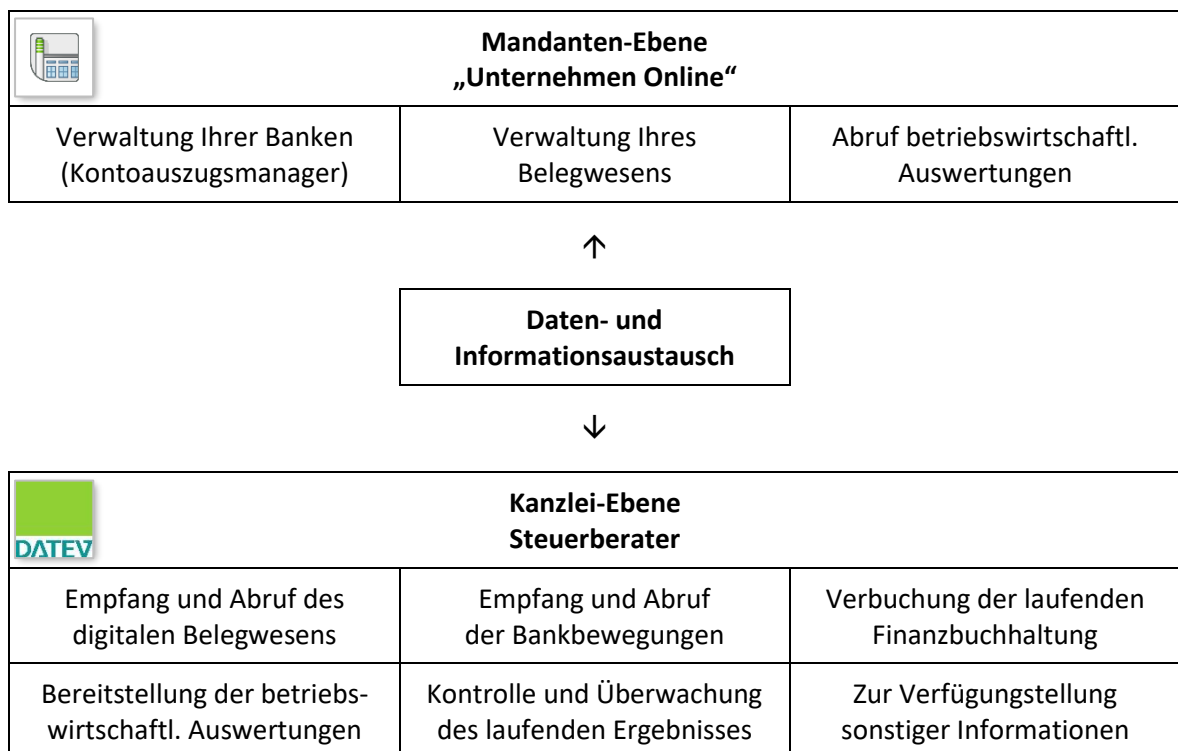 Mandanten-Ebene
„Unternehmen Online“
Verwaltung Ihrer Banken
(Kontoauszugsmanager)
Verwaltung Ihres
Belegwesens
Abruf betriebswirtschaftl.
Auswertungen
↑
Daten- und
Informationsaustausch
↓
Kanzlei-Ebene
Steuerberater
DATEV
Empfang und Abruf des
digitalen Belegwesens
Empfang und Abruf
der Bankbewegungen
Verbuchung der laufenden
Finanzbuchhaltung
Bereitstellung der betriebs-
wirtschaftl. Auswertungen
Kontrolle und Überwachung
des laufenden Ergebnisses
Zur Verfügungstellung
sonstiger Informationen